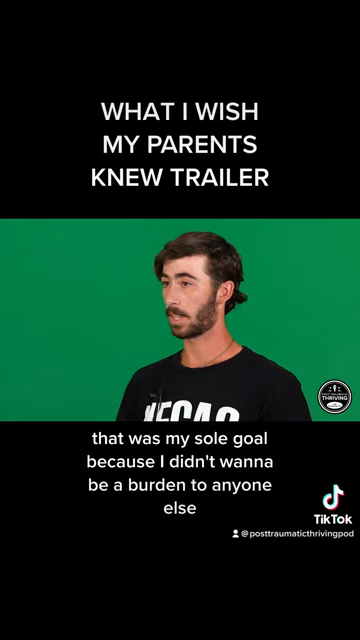 WHAT I WISH
MY PARENTS
KNEW TRAILER
THRIVING
that was my sole goal
because I didn't wanna
be a burden to anyone
else
TikTok
@posttraumaticthrivingpod